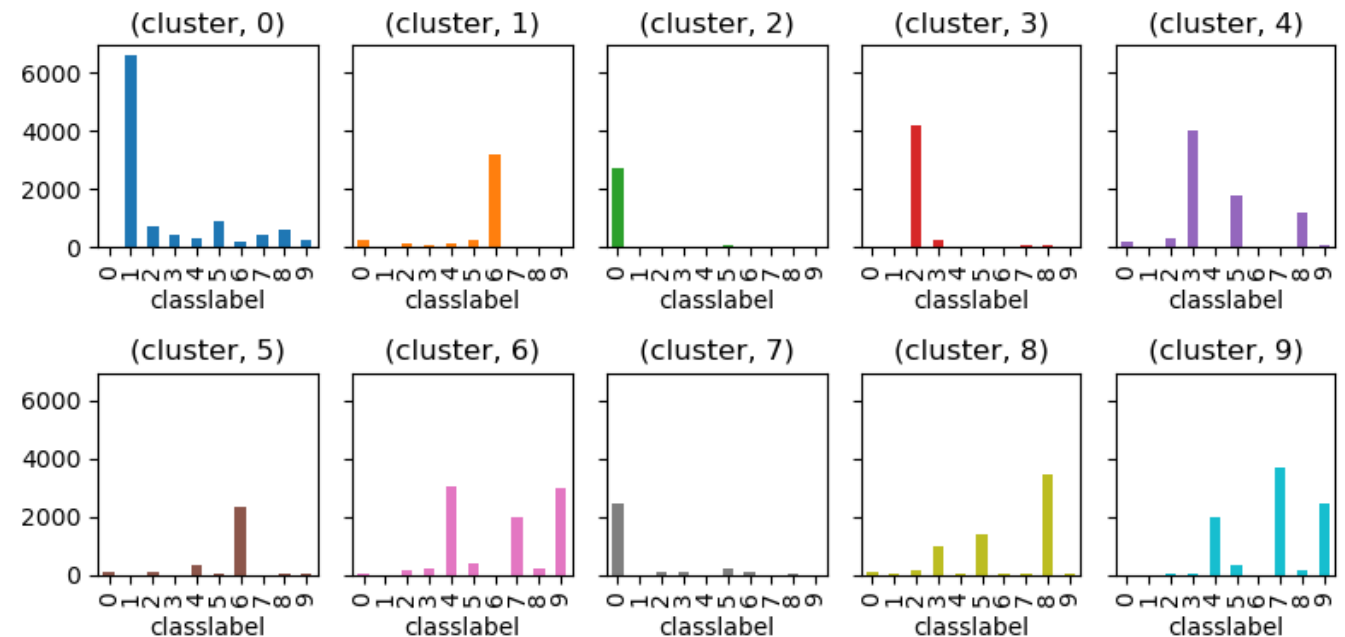 (cluster, 0) (cluster, 1) (cluster, 2) (cluster, 3) (cluster, 4)
6000
4000
2000
0
0 1 2 3 4 5 6 7 8 9 0 1 2 3 4 5 6 7 8 9 0 1 2 3 4 5 6 7 8 9 0 1 2 3 4 5 6 7 8 9 0 1 2 3 4 5 6 7 8 9
classlabel classlabel classlabel classlabel classlabel
(cluster, 5) (cluster, 6) (cluster, 7) (cluster, 8) (cluster, 9)
6000
4000
2000
0
0 1 2 3 4 5 6 7 8 9 0 1 2 3 4 5 6 7 8 9 0 1 2 3 4 5 6 7 8 9 0 1 2 3 4 5 6 7 8 9 0 1 2 3 4 5 6 7 8 9
classlabel classlabel classlabel classlabel classlabel